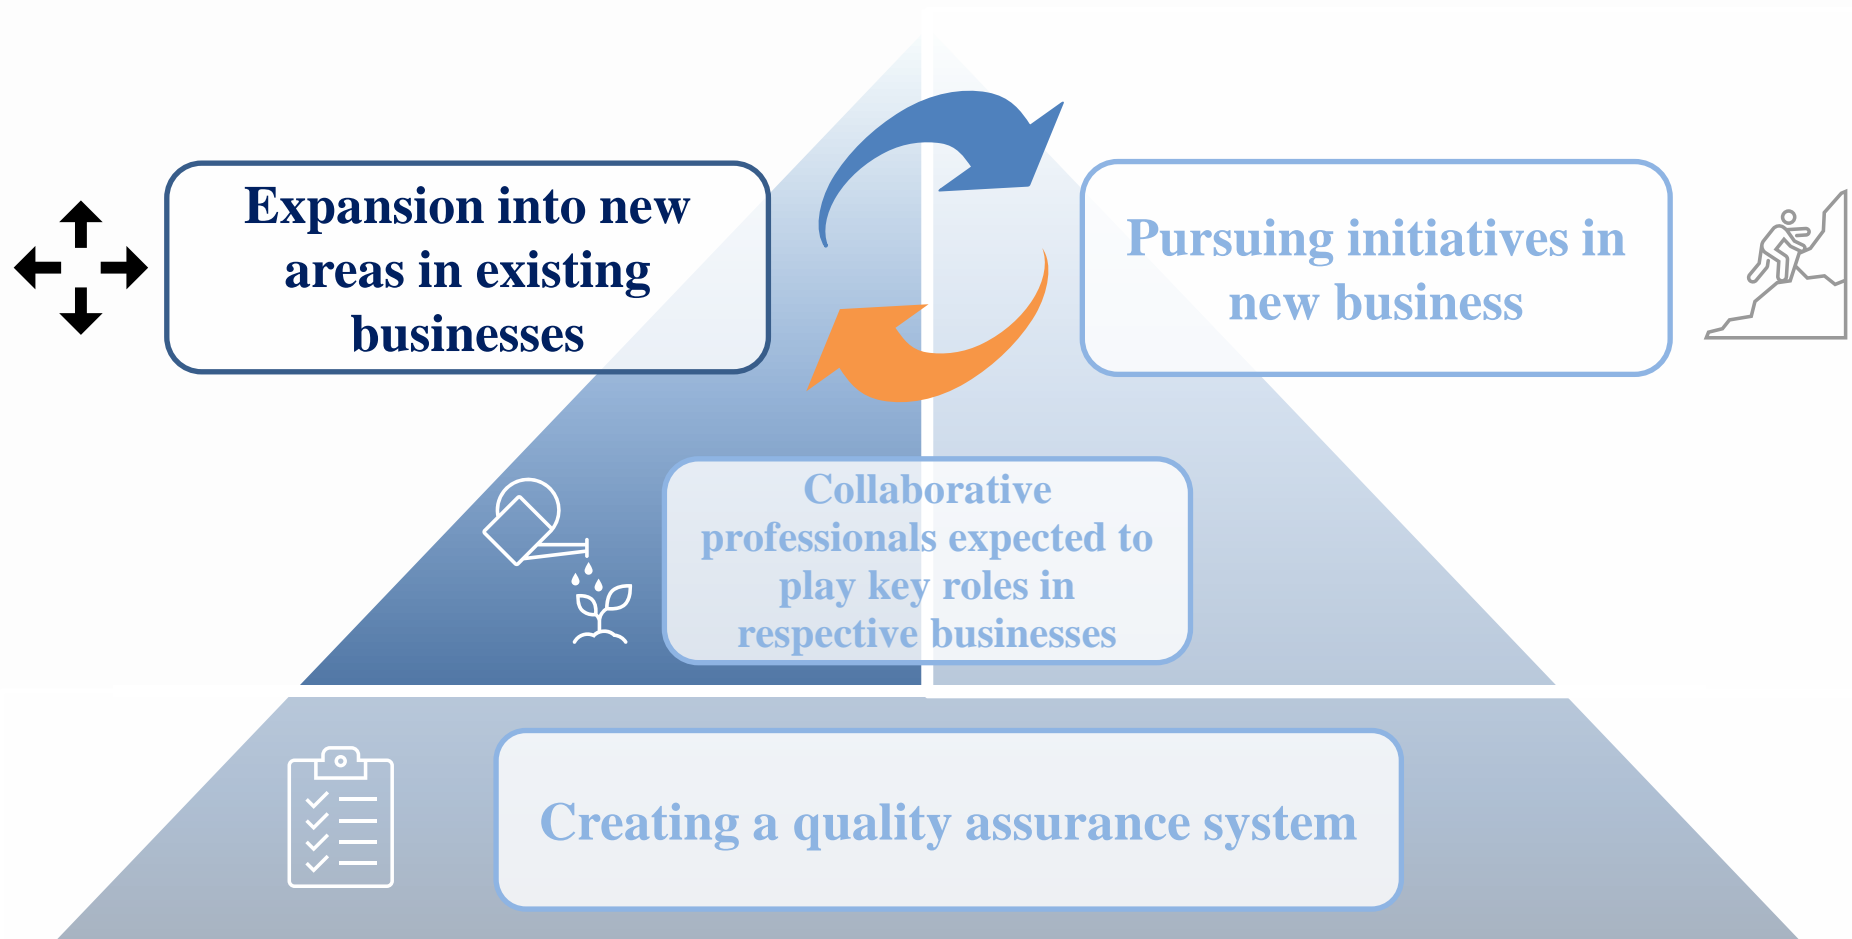 Expansion into new
areas in existing
businesses
Pursuing initiatives in
new business
Collaborative
professionals expected to
play key roles in
respective businesses
Creating a quality assurance system